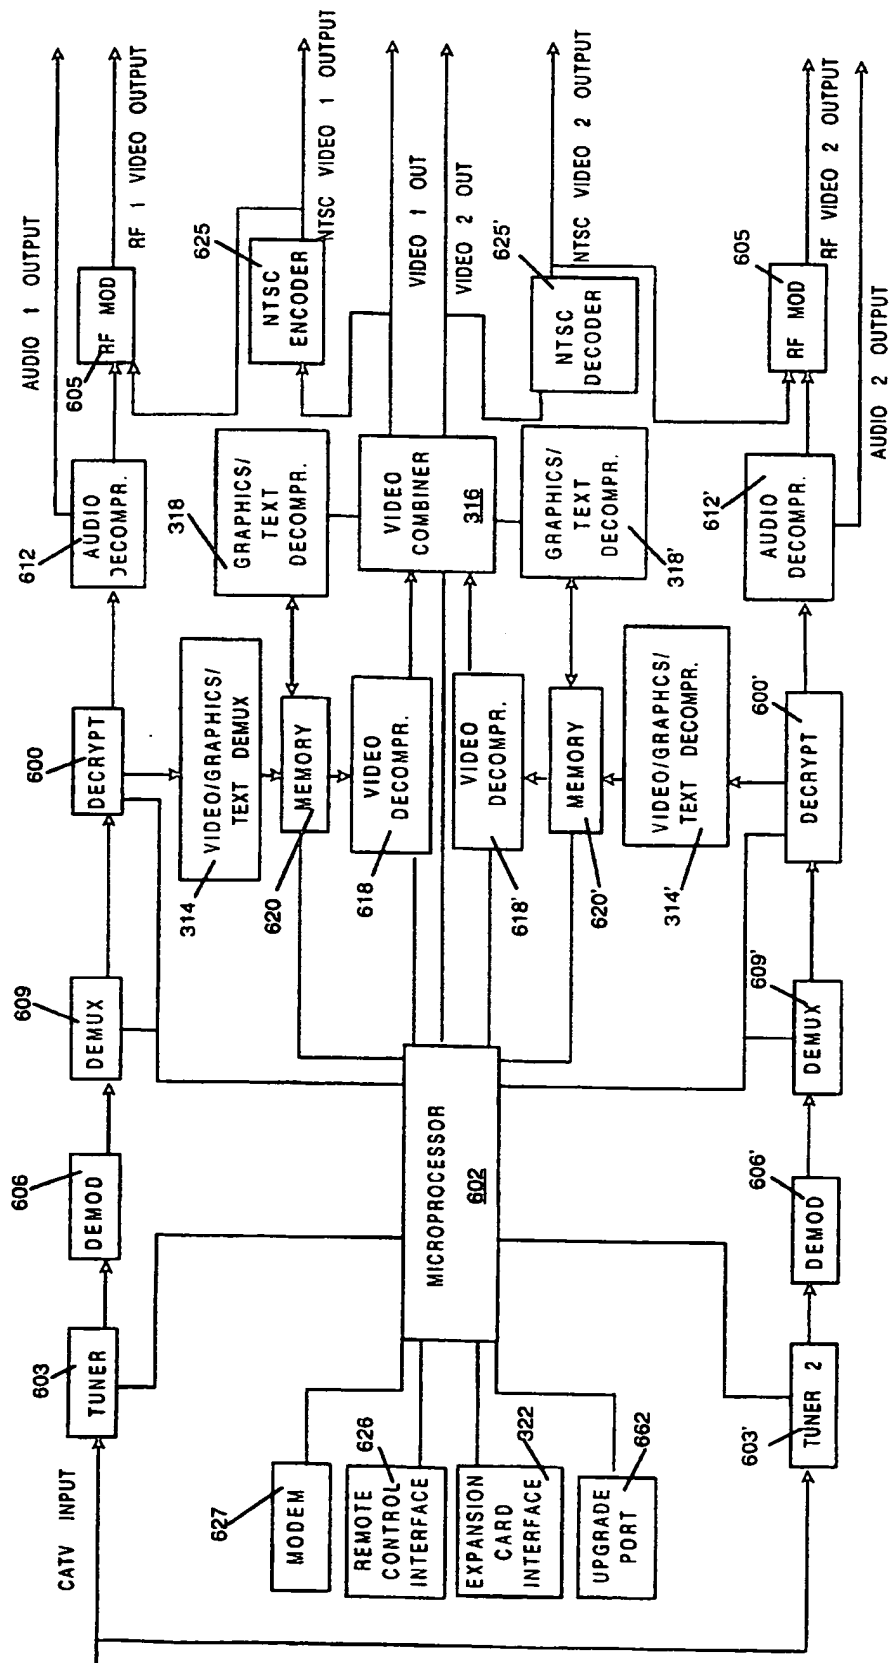 CATV INPUT
603
TUNER
606
DEMOD
609
DEMUX
600
DECRYPT
612
AUDIO
DECOMPR.
605
RF MOD
AUDIO 1 OUTPUT
RF 1 VIDEO OUTPUT
314
VIDEO/GRAPHICS/
TEXT DEMUX
318
GRAPHICS/
TEXT
DECOMPR.
625
NTSC
ENCODER
NTSC VIDEO 1 OUTPUT
620
MEMORY
618
VIDEO
DECOMPR.
VIDEO
COMBINER
316
VIDEO 1 OUT
VIDEO 2 OUT
627
MODEM
626
REMOTE
CONTROL
INTERFACE
322
EXPANSION
CARD
INTERFACE
662
UPGRADE
PORT
MICROPROCESSOR
602
618'
VIDEO
DECOMPR.
620'
MEMORY
GRAPHICS/
TEXT
DECOMPR.
318'
625'
NTSC
DECODER
NTSC VIDEO 2 OUTPUT
314'
VIDEO/GRAPHICS/
TEXT DECOMPR.
603'
TUNER 2
606'
DEMOD
609'
DEMUX
600'
DECRYPT
612'
AUDIO
DECOMPR.
605
RF MOD
RF VIDEO 2 OUTPUT
AUDIO 2 OUTPUT